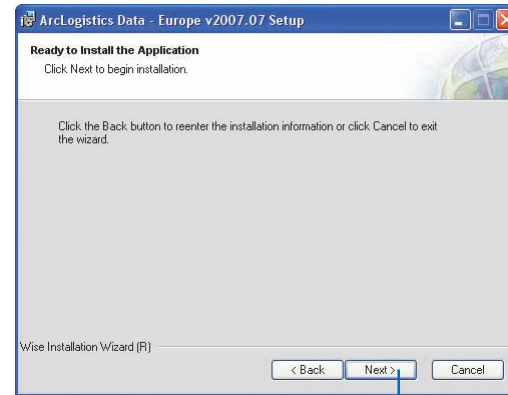 ArcLogistics Data - Europe v2007.07 Setup
Ready to Install the Application
Click Next to begin installation.
Click the Back button to reenter the installation information or click Cancel to exit
the wizard.
Wise Installation Wizard (R)
< Back Next > Cancel